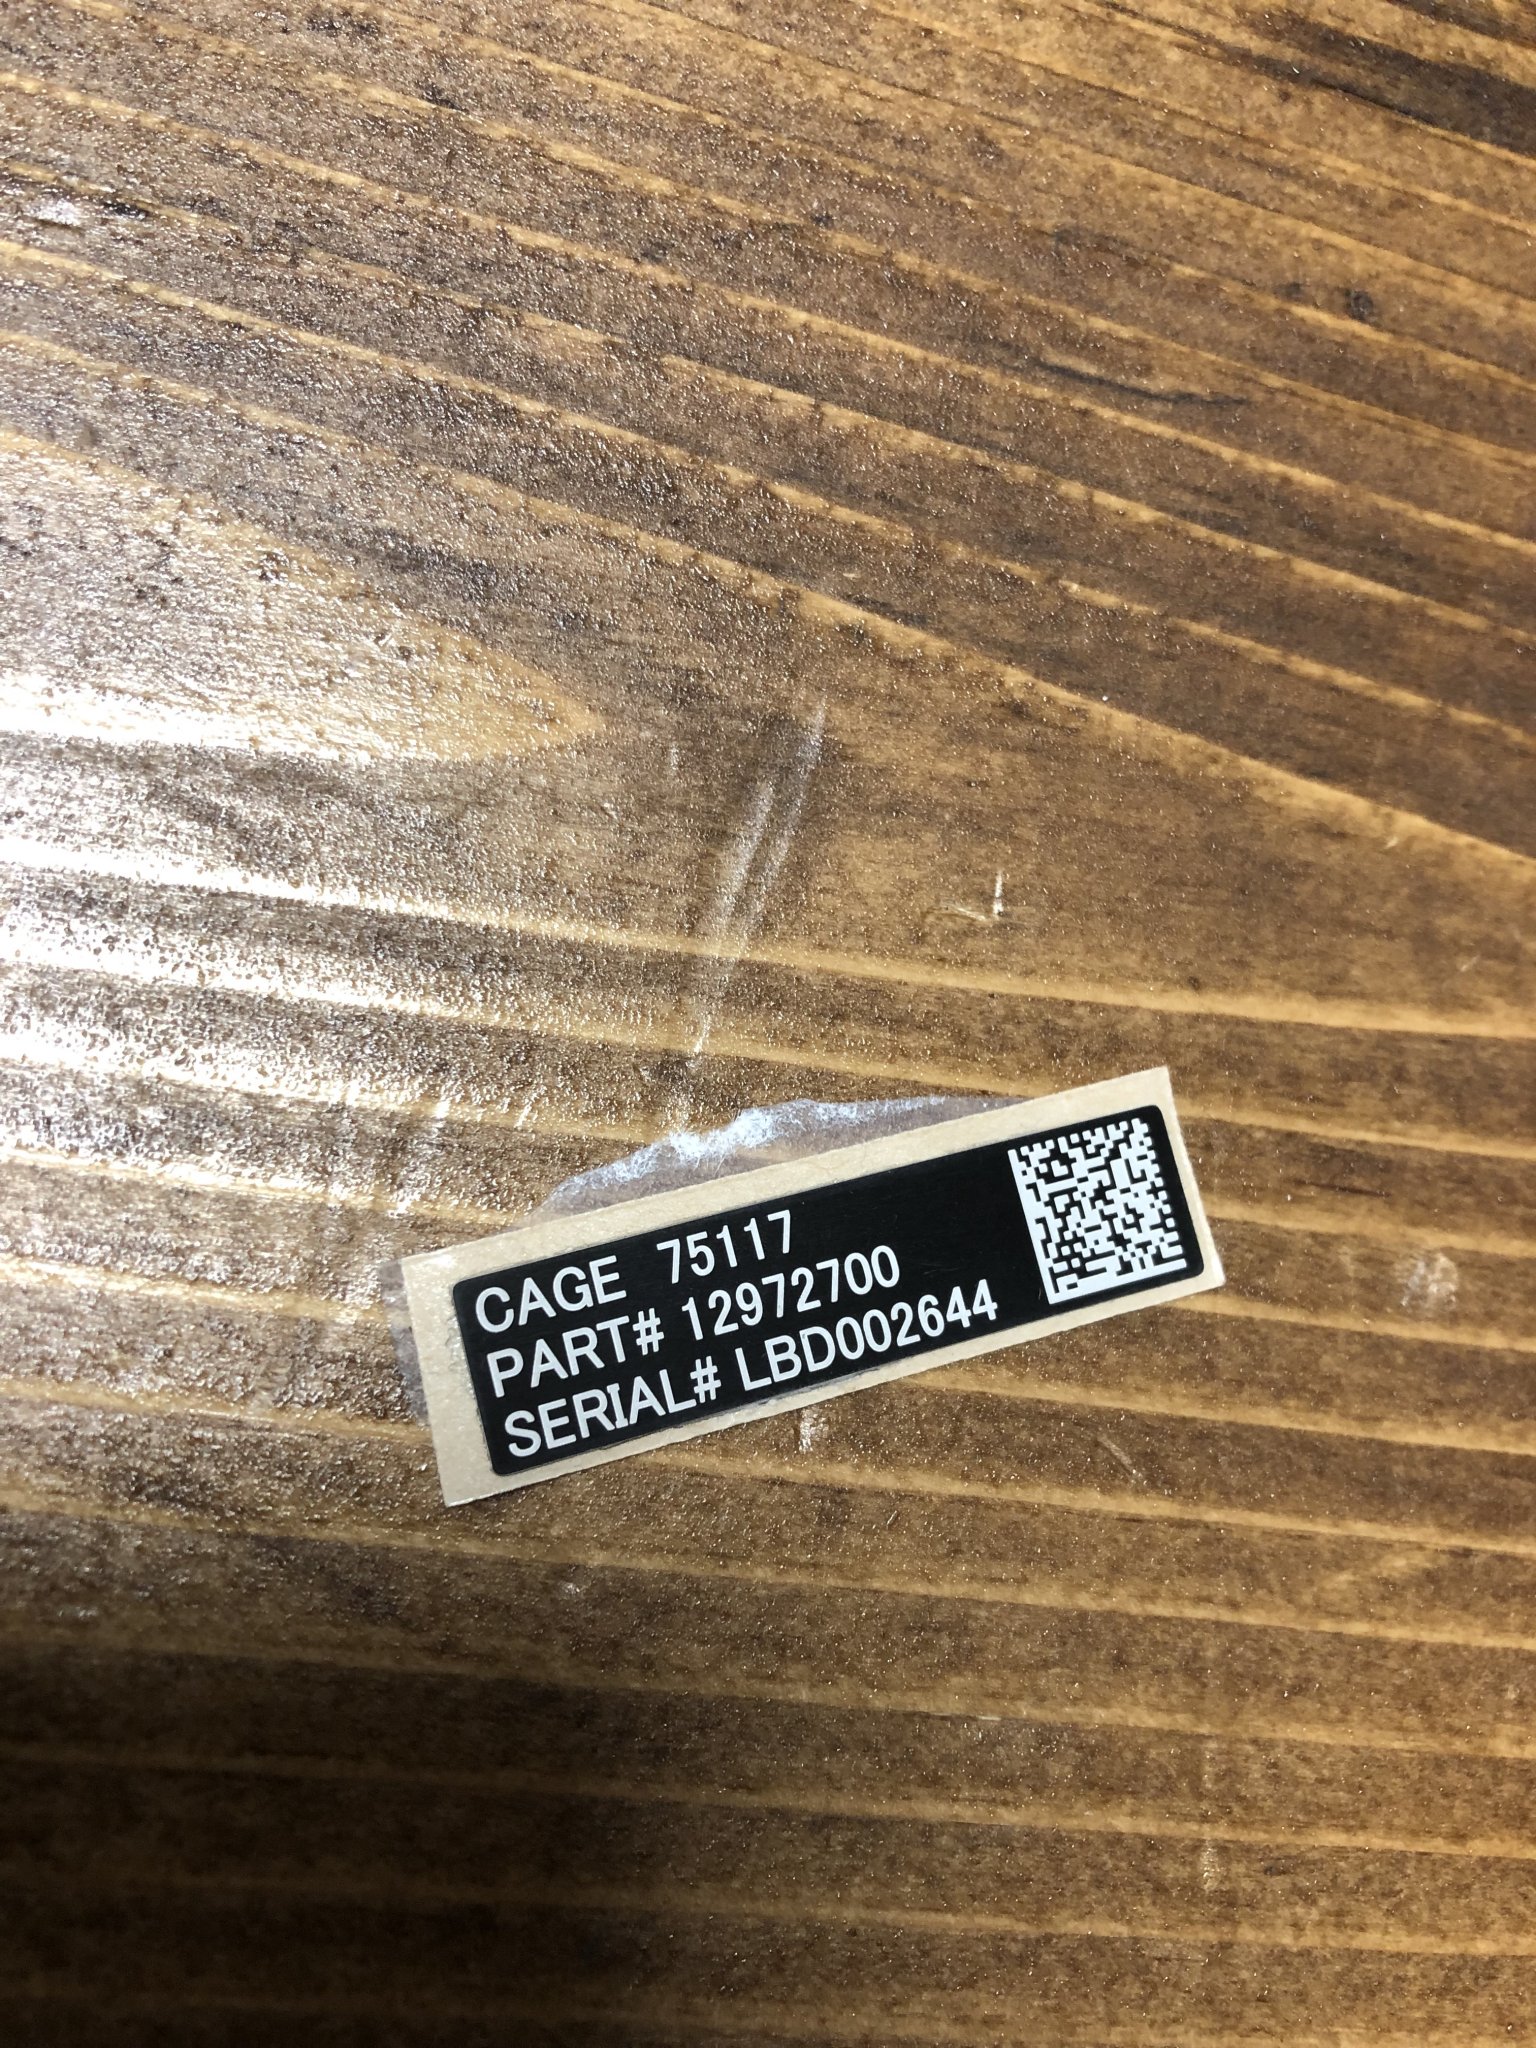 CAGE 75117
PART# 12972700
SERIAL# LBD002644